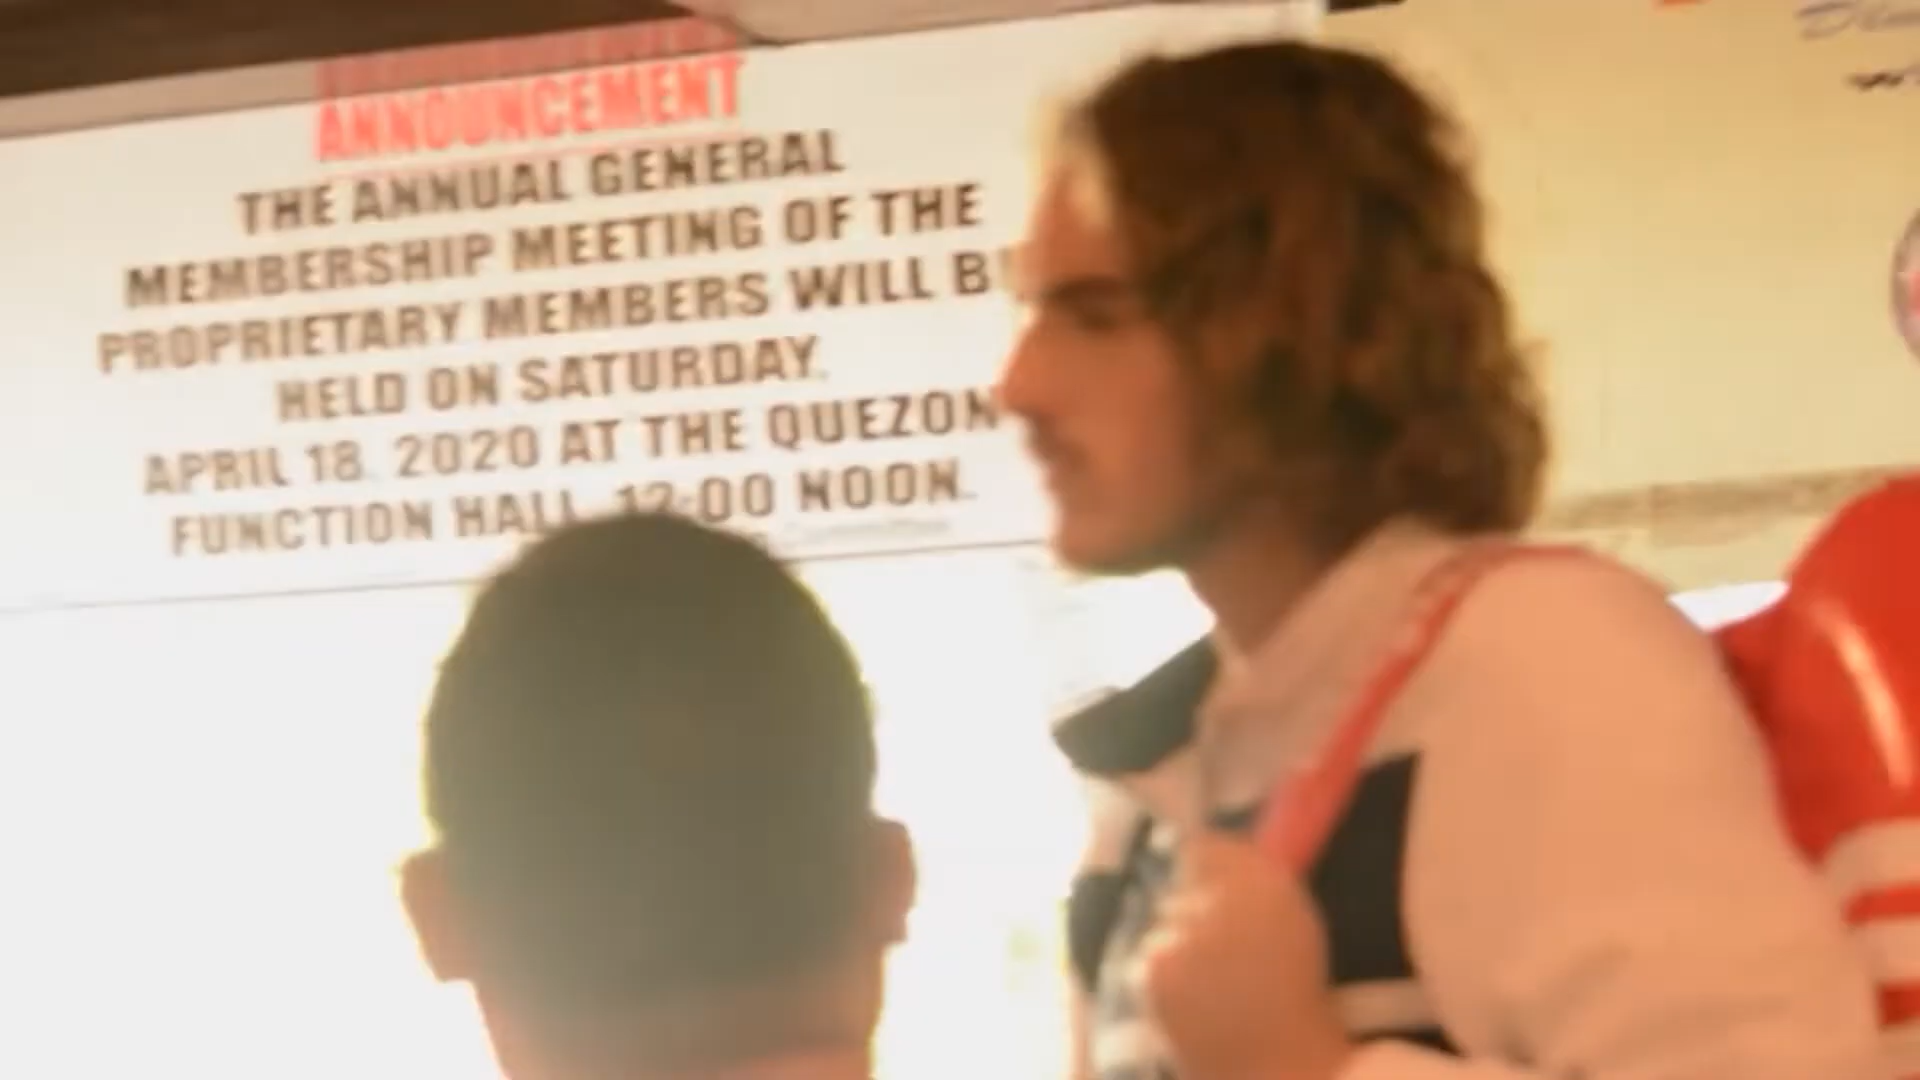 ANNOUNCEMENT
THE ANNUAL GENERAL
MEMBERSHIP MEETING OF THE
PROPRIETARY MEMBERS WILL B
HELD ON SATURDAY,
APRIL 18, 2020 AT THE QUEZON
FUNCTION HALL, 12:00 NOON.